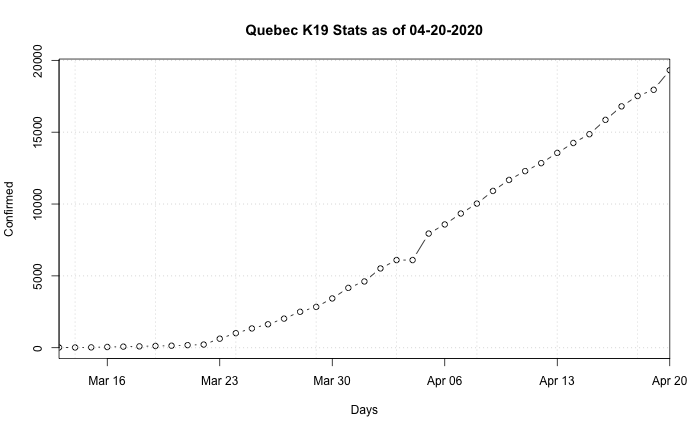 Quebec K19 Stats as of 04-20-2020
20000
15000
10000
5000
0
Confirmed
Mar 16 Mar 23 Mar 30 Apr 06 Apr 13 Apr 20
Days